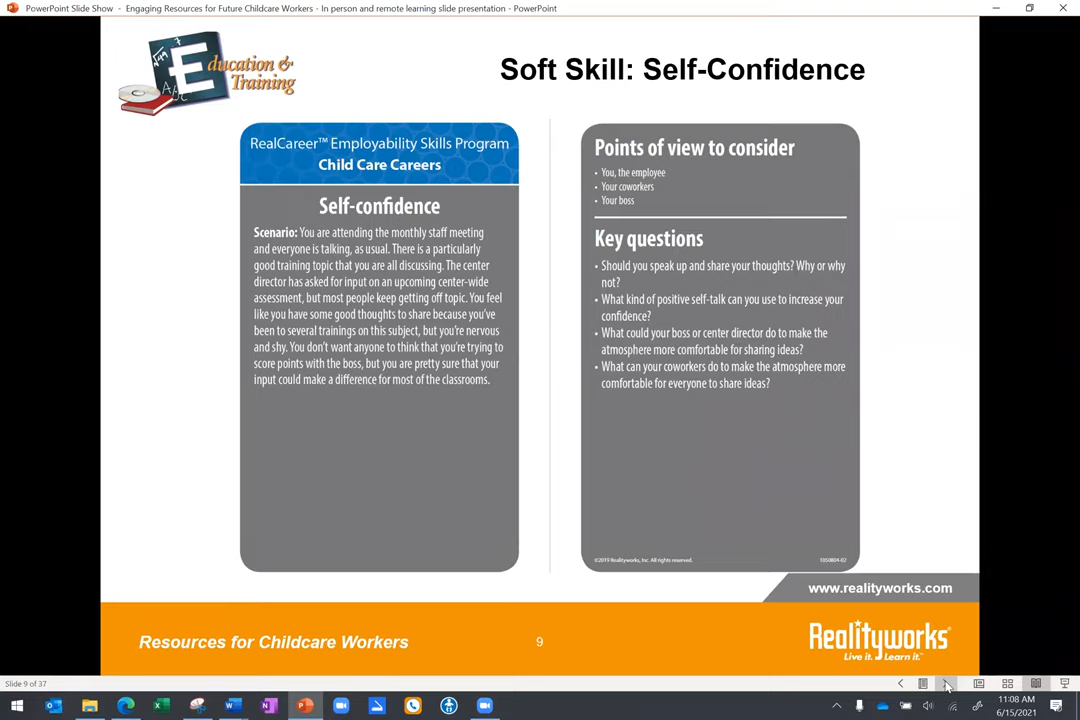 PowerPoint Slide Show - Engaging Resources for Future Childcare Workers - In person and remote learning slide presentation - PowerPoint
Education &
Training
Soft Skill: Self-Confidence
RealCareer™ Employability Skills Program
Child Care Careers
Self-confidence
Scenario: You are attending the monthly staff meeting
and everyone is talking, as usual. There is a particularly
good training topic that you are all discussing. The center
director has asked for input on an upcoming center-wide
assessment, but most people keep getting off topic. You feel
like you have some good thoughts to share because you've
been to several trainings on this subject, but you're nervous
and shy. You don't want anyone to think that you're trying to
score points with the boss, but you are pretty sure that your
input could make a difference for most of the classrooms.
Points of view to consider
• You, the employee
• Your coworkers
• Your boss
Key questions
• Should you speak up and share your thoughts? Why or why
not?
• What kind of positive self-talk can you use to increase your
confidence?
• What could your boss or center director do to make the
atmosphere more comfortable for sharing ideas?
• What can your coworkers do to make the atmosphere more
comfortable for everyone to share ideas?
©2019 Realityworks, Inc. All rights reserved.
www.realityworks.com
Resources for Childcare Workers
9
Realityworks®
Live it. Learn it.™
Slide 9 of 37
11:08 AM
6/15/2021